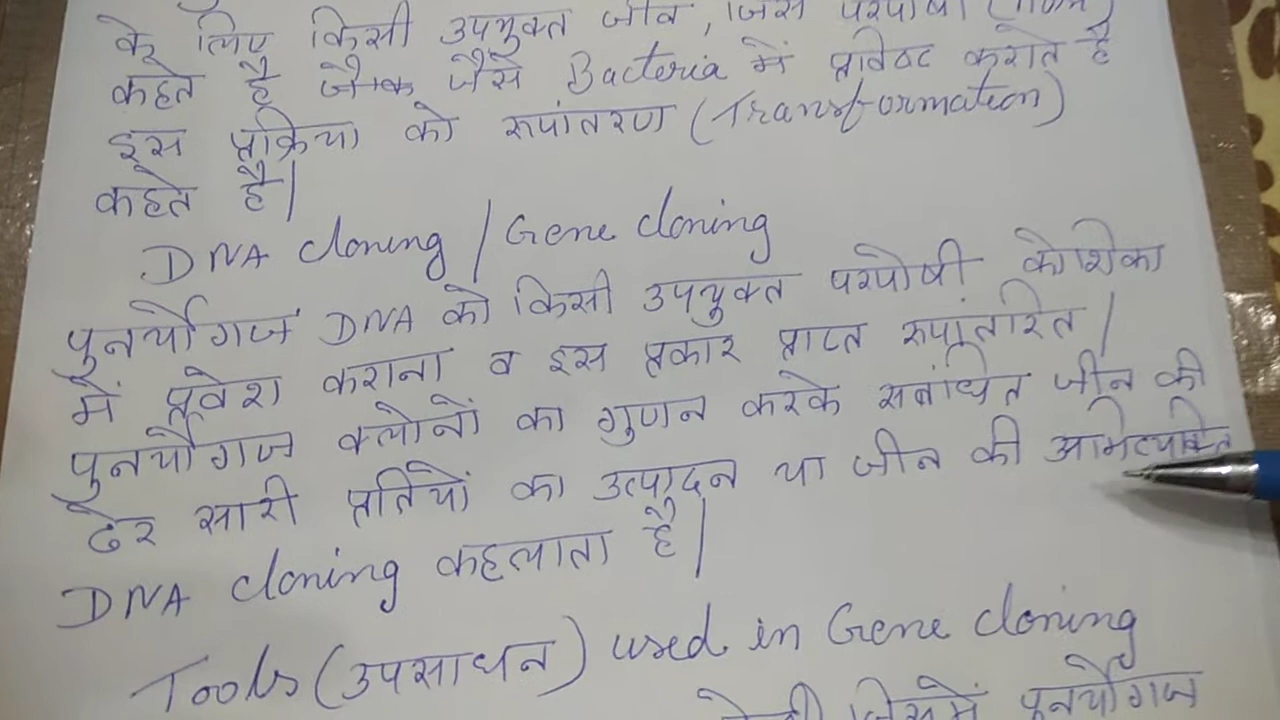 के लिए किसी उपयुक्त जीव, जिसे परपोषी
कहते है जैसे Bacteria में प्रविष्ट कराते है
इस प्रक्रिया को रूपांतरण (Transformation)
कहते है|
DNA cloning / Gene cloning
पुनर्योगज DNA को किसी उपयुक्त परपोषी कोशिका
में प्रवेश कराना व इस प्रकार प्राप्त रूपांतरित /
पुनर्योगज क्लोनों का गुणन करके सबंधित जीन की
ढेर सारी प्रतियों का उत्पादन या जीन की
DNA cloning कहलाता है|
Tools (उपसाधन) used in Gene cloning
जिसमें पुनर्योगज